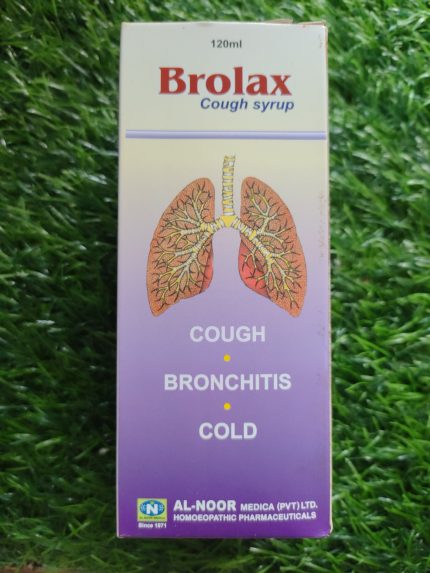 120ml
Brolax
Cough syrup
COUGH
BRONCHITIS
COLD
AL-NOOR MEDICA (PVT) LTD.
HOMOEOPATHIC PHARMACEUTICALS
N
Since 1971